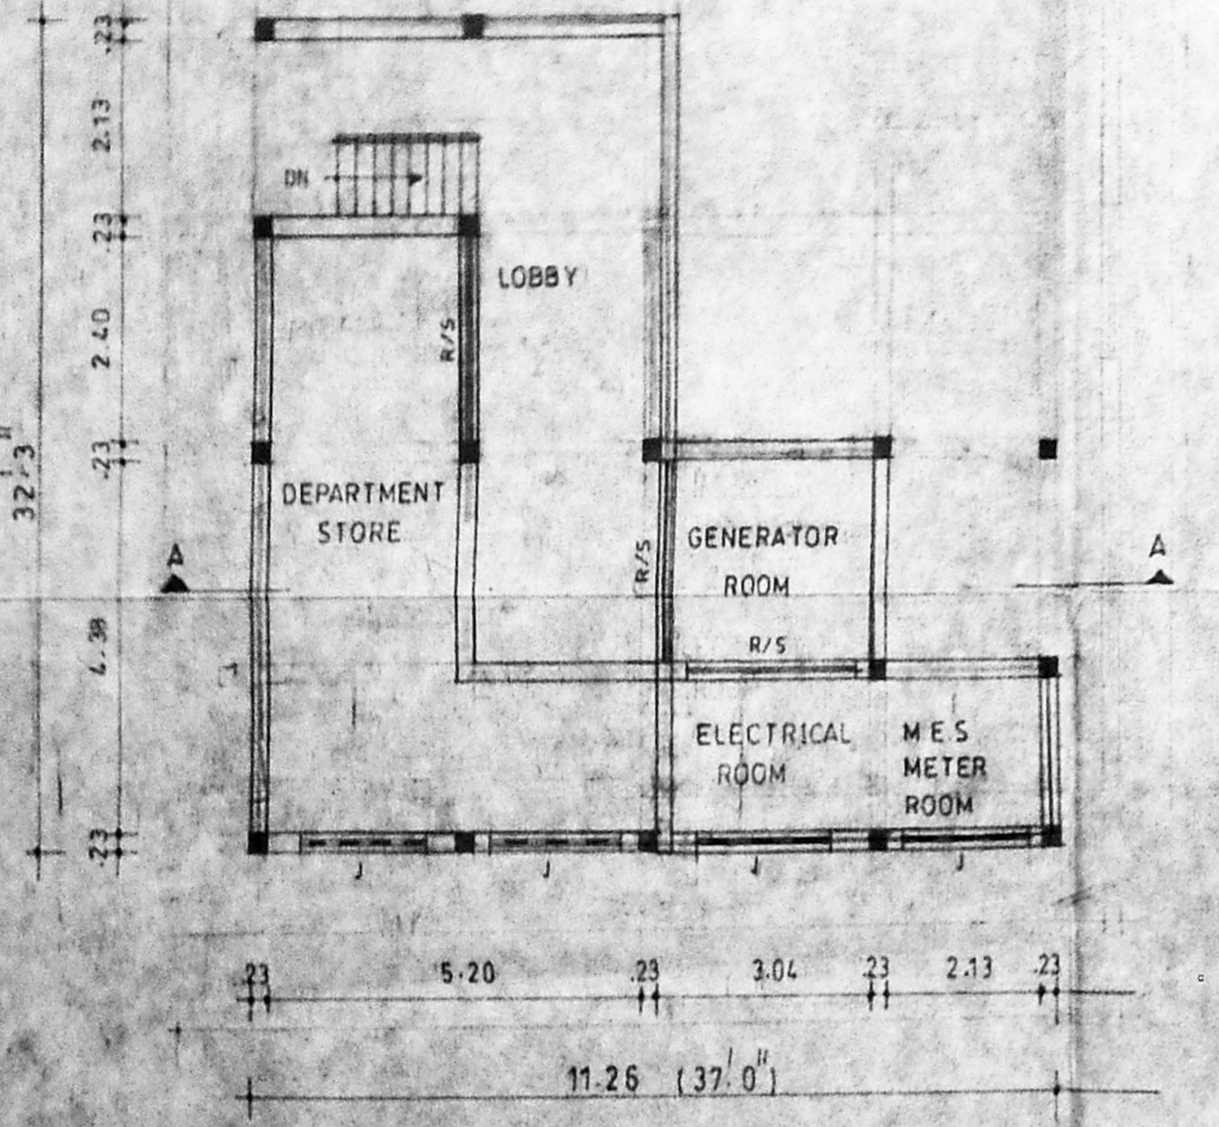 .23
2.13
DN
.23
LOBBY
2.40
R/S
.23
32'.3"
DEPARTMENT
STORE
GENERATOR
ROOM
R/S
A
A
R/S
4.38
ELECTRICAL
ROOM
M E S
METER
ROOM
.23
J
J
J
J
.23
5.20
.23
3.04
.23
2.13
.23
11.26 (37'.0")